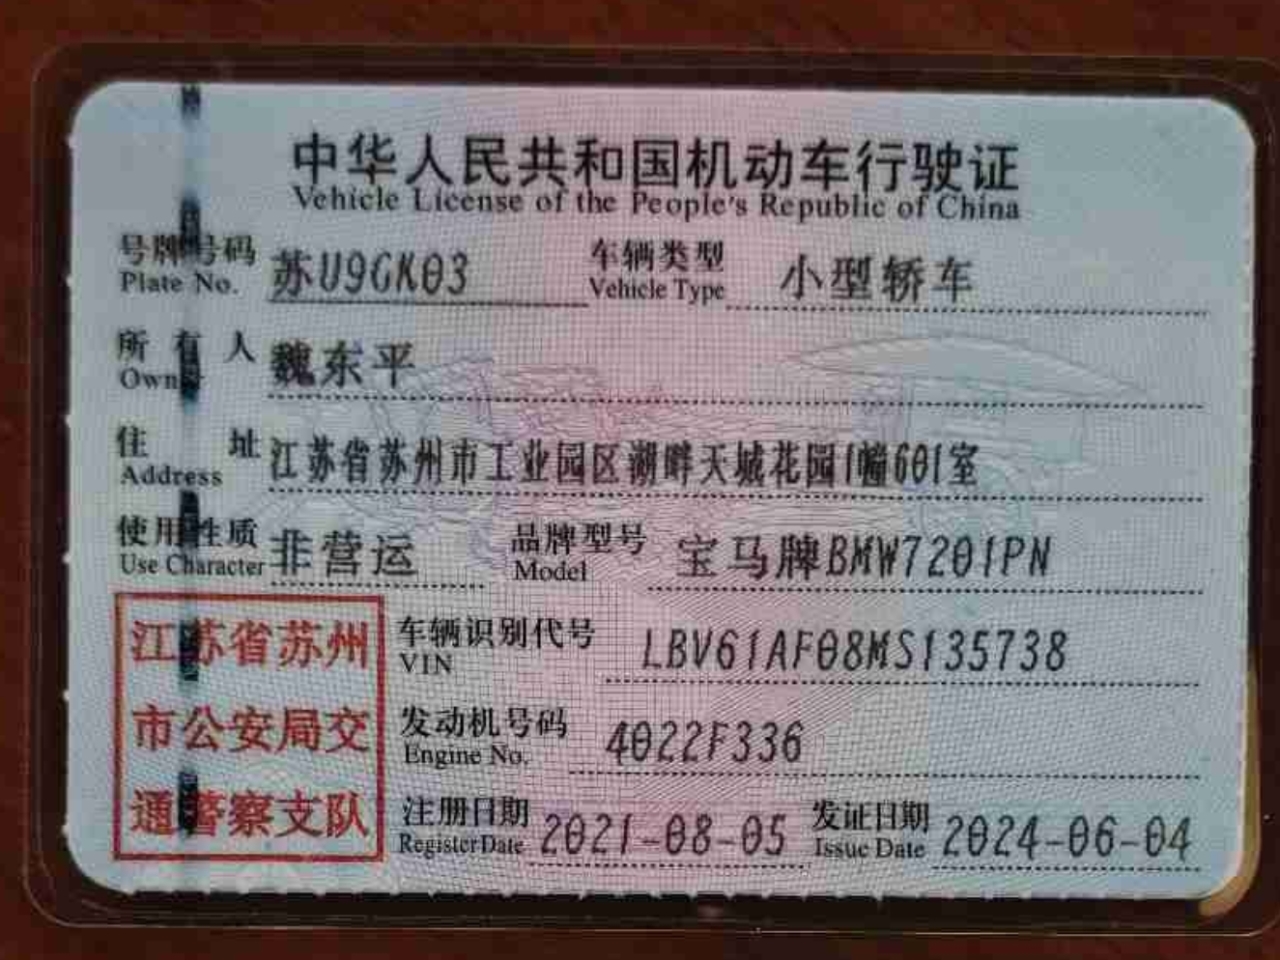 中华人民共和国机动车行驶证
Vehicle License of the People's Republic of China
号牌号码 苏U9GK03 车辆类型 小型轿车
Plate No. Vehicle Type
所有人 魏东平
Owner
住址 江苏省苏州市工业园区湖畔天城花园1幢601室
Address
使用性质 非营运 品牌型号 宝马牌BMW7201PN
Use Character Model
江苏省苏州
市公安局交
通警察支队
车辆识别代号 LBV61AF08MS135738
VIN
发动机号码 4022F336
Engine No.
注册日期 2021-08-05 发证日期 2024-06-04
Register Date Issue Date